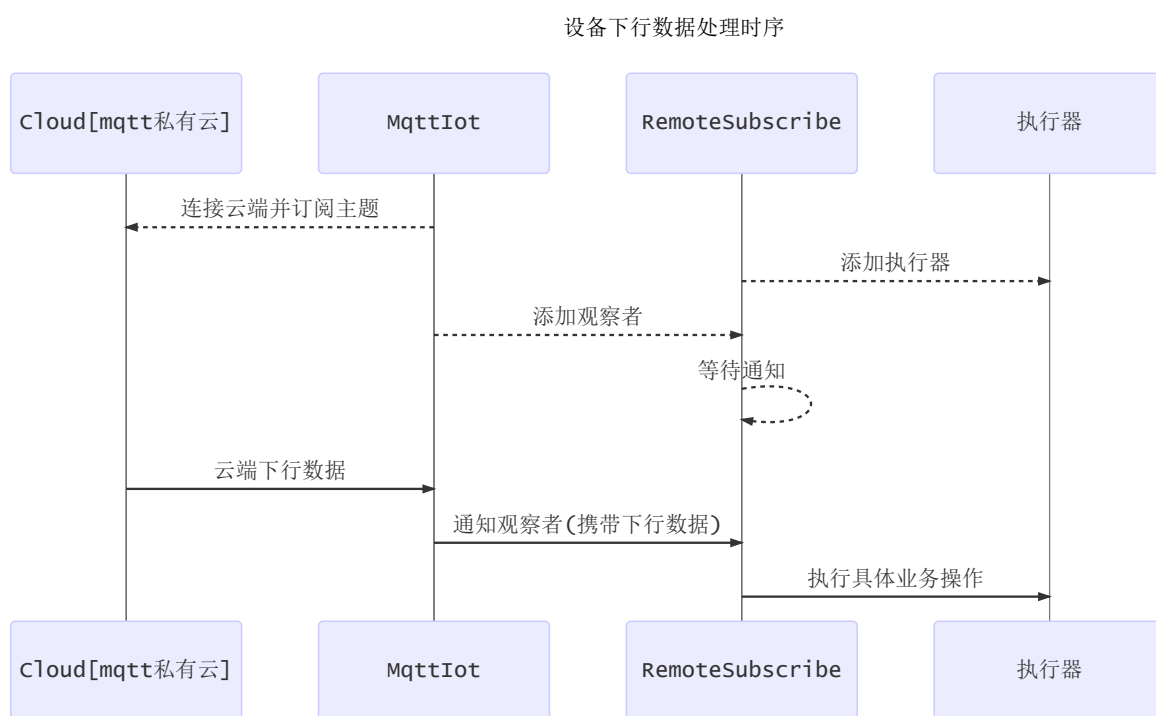 设备下行数据处理时序
Cloud[mqtt私有云]
MqttIot
RemoteSubscribe
执行器
连接云端并订阅主题
添加执行器
添加观察者
等待通知
云端下行数据
通知观察者(携带下行数据)
执行具体业务操作
Cloud[mqtt私有云]
MqttIot
RemoteSubscribe
执行器